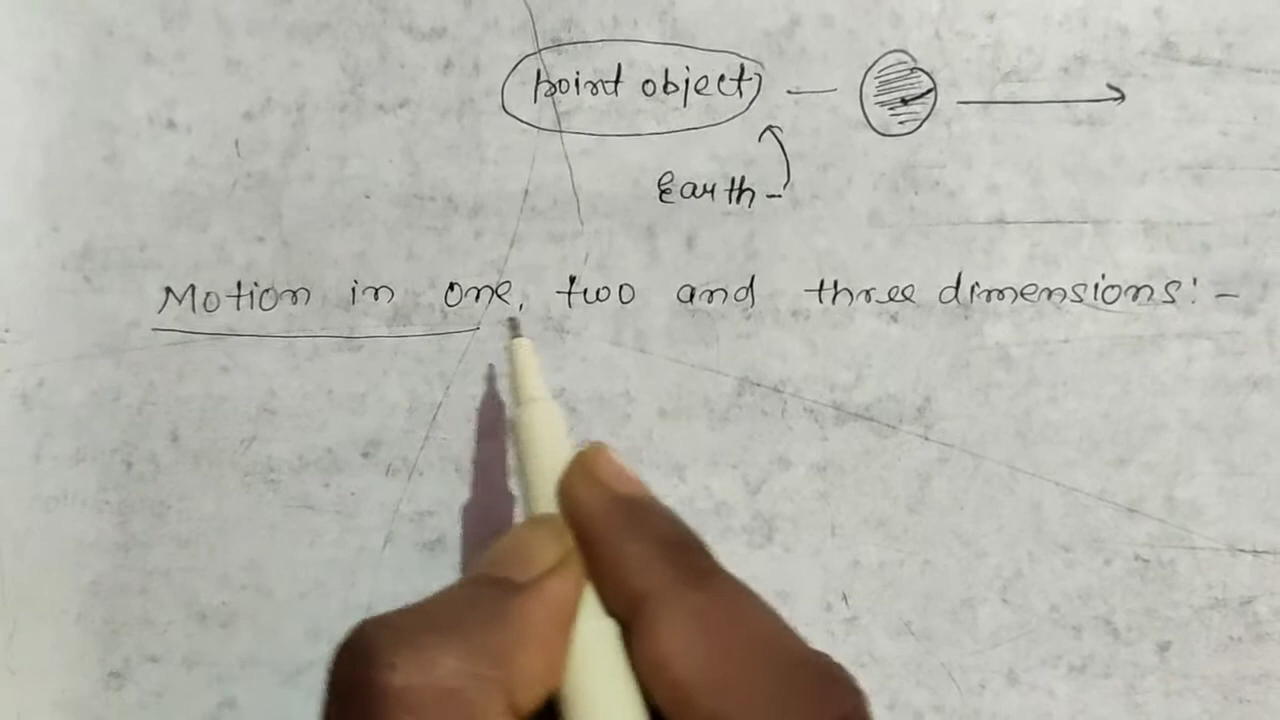 point object —
Earth -
Motion in one, two and three dimensions:-